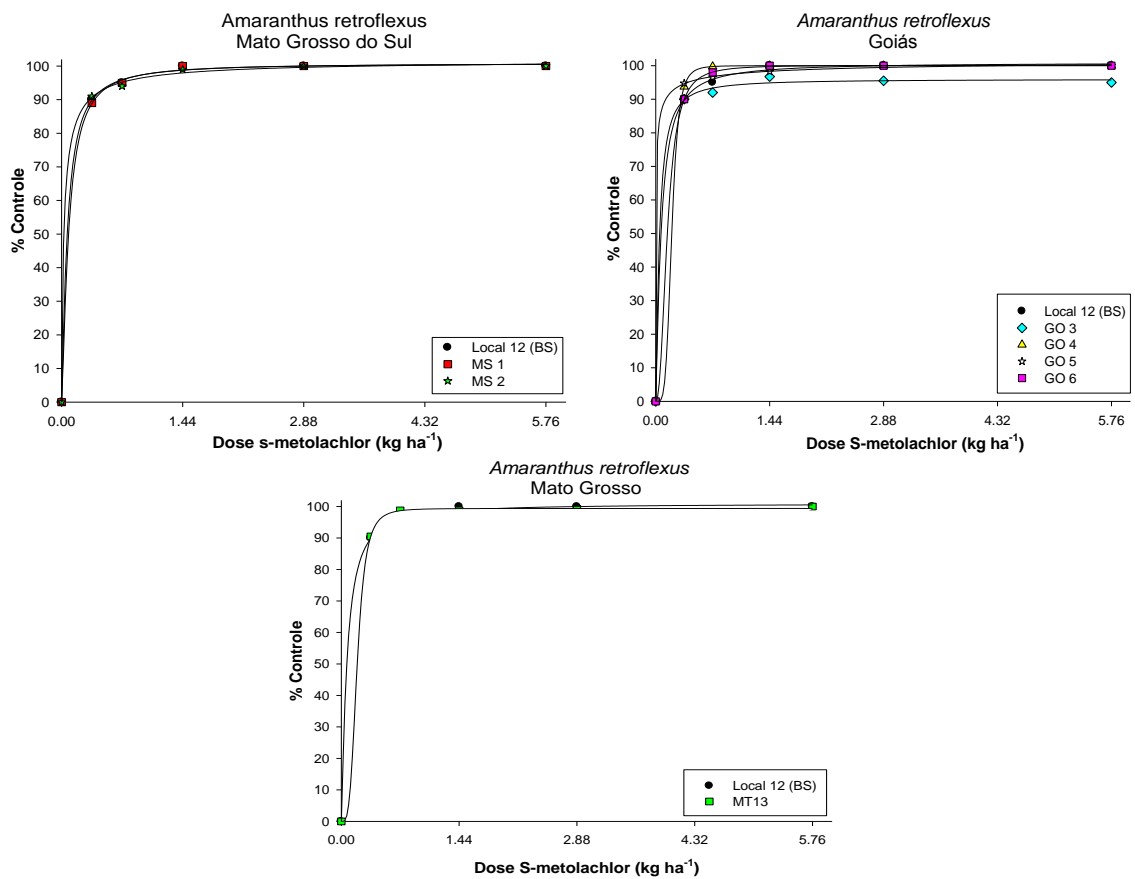 Amaranthus retroflexus
Mato Grosso do Sul
% Controle
100
90
80
70
60
50
40
30
20
10
0
Local 12 (BS)
MS 1
MS 2
0.00 1.44 2.88 4.32 5.76
Dose s-metolachlor (kg ha-1)
Amaranthus retroflexus
Goiás
% Controle
100
90
80
70
60
50
40
30
20
10
0
Local 12 (BS)
GO 3
GO 4
GO 5
GO 6
0.00 1.44 2.88 4.32 5.76
Dose S-metolachlor (kg ha-1)
Amaranthus retroflexus
Mato Grosso
% Controle
100
90
80
70
60
50
40
30
20
10
0
Local 12 (BS)
MT13
0.00 1.44 2.88 4.32 5.76
Dose S-metolachlor (kg ha-1)